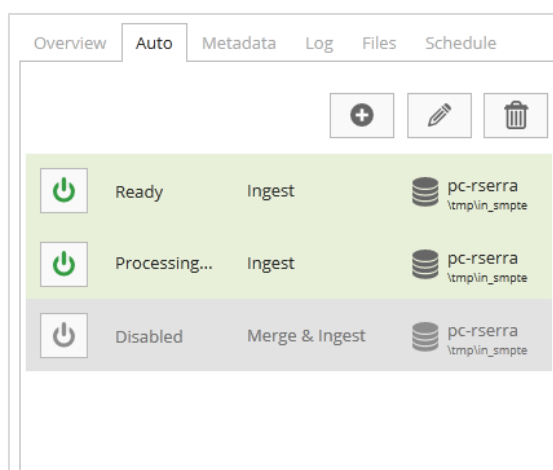 Overview Auto Metadata Log Files Schedule
Ready Ingest pc-rserra
\tmp\in_smpte
Processing... Ingest pc-rserra
\tmp\in_smpte
Disabled Merge & Ingest pc-rserra
\tmp\in_smpte